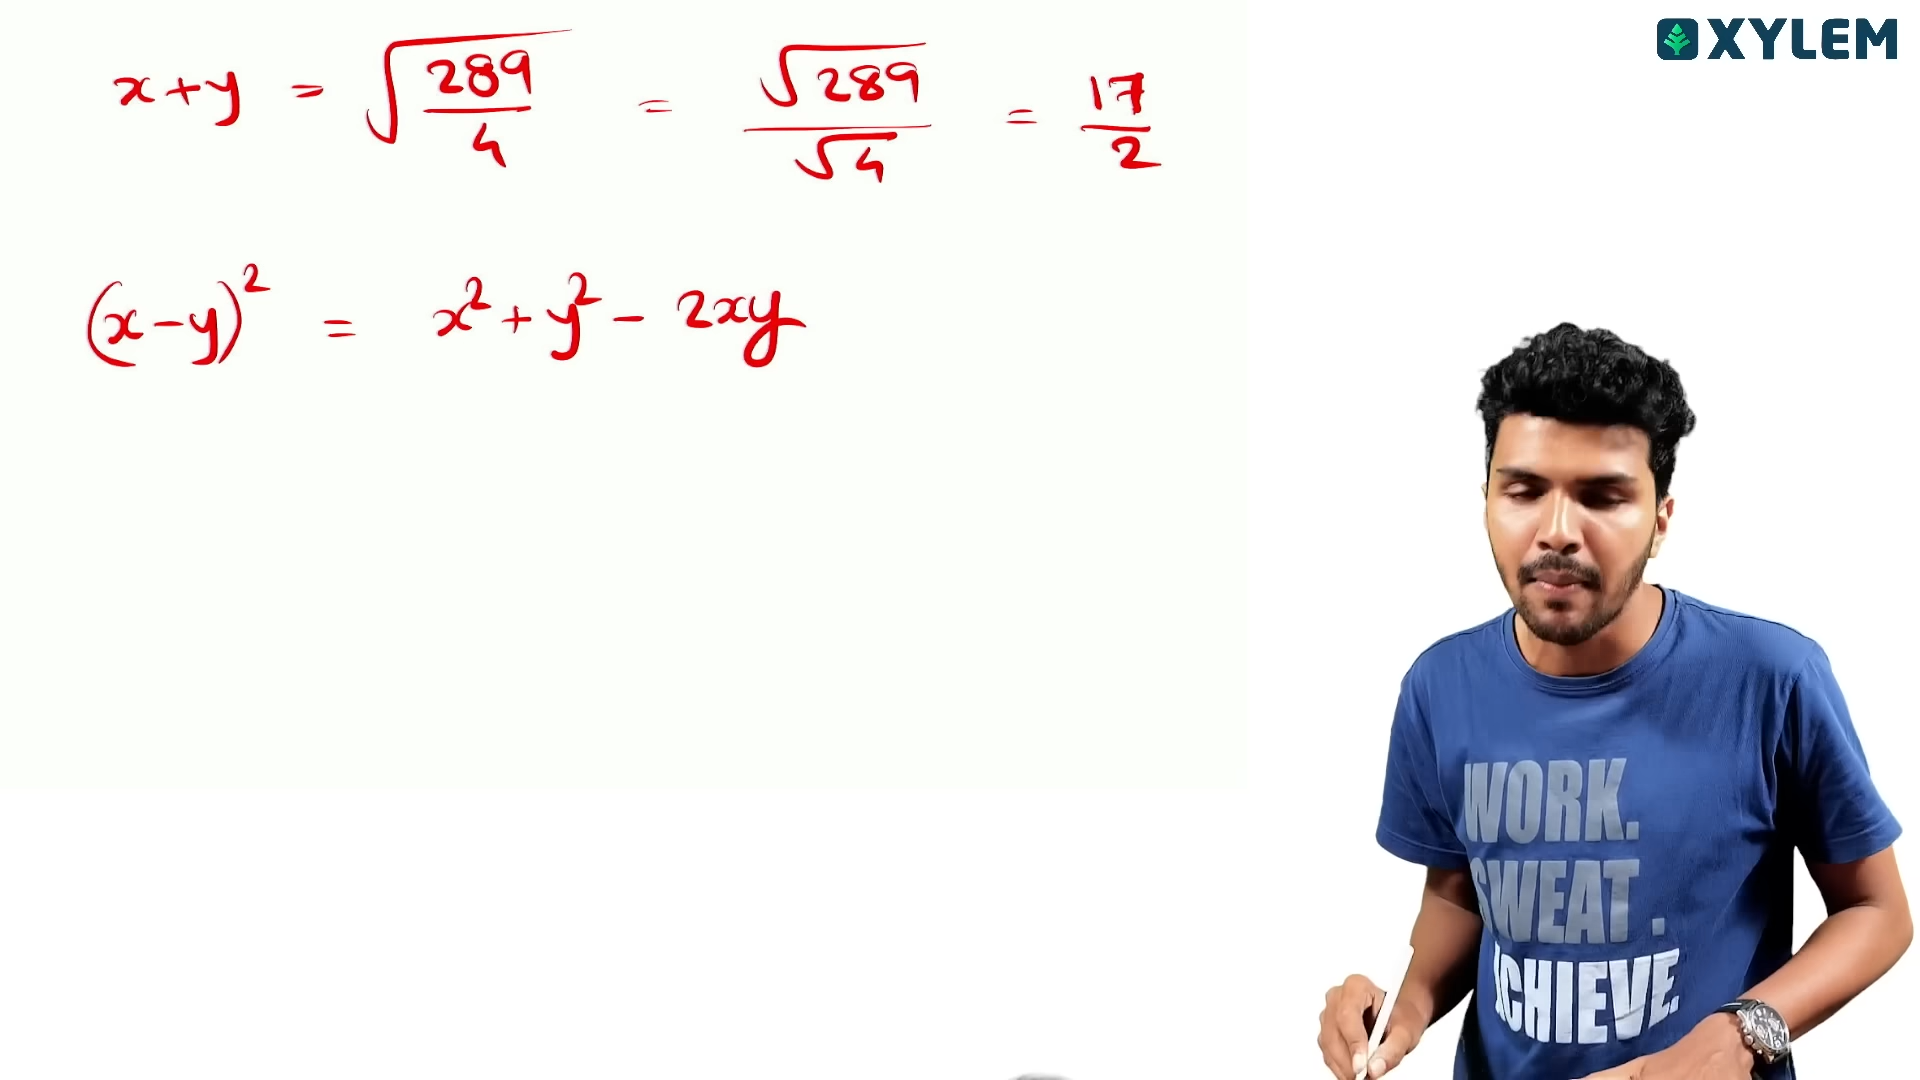 XYLEM
x+y = √(289/4) = √289/√4 = 17/2
(x-y)² = x²+y² - 2xy
WORK.
SWEAT.
ACHIEVE.